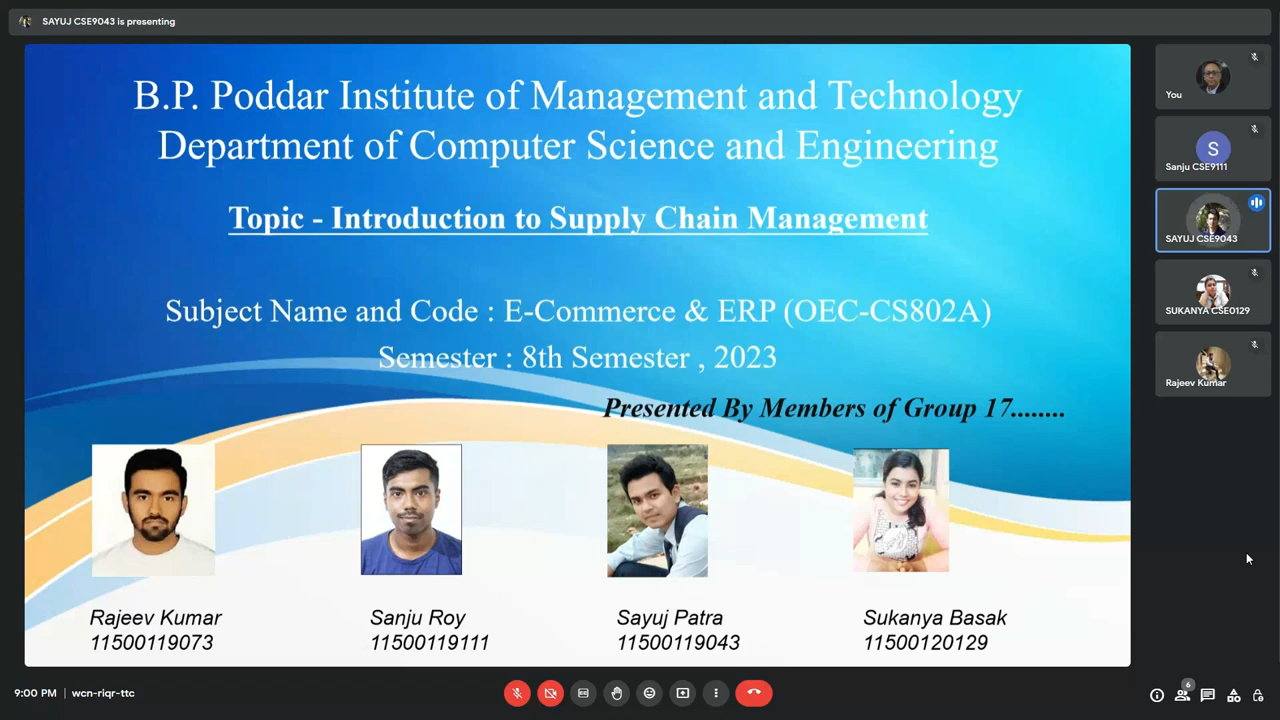 SAYUJ CSE9043 is presenting
B.P. Poddar Institute of Management and Technology
Department of Computer Science and Engineering
Topic - Introduction to Supply Chain Management
Subject Name and Code : E-Commerce & ERP (OEC-CS802A)
Semester : 8th Semester , 2023
Presented By Members of Group 17........
Rajeev Kumar
11500119073
Sanju Roy
11500119111
Sayuj Patra
11500119043
Sukanya Basak
11500120129
You
S
Sanju CSE9111
SAYUJ CSE9043
SUKANYA CSE0129
Rajeev Kumar
9:00 PM | wcn-riqr-ttc
6